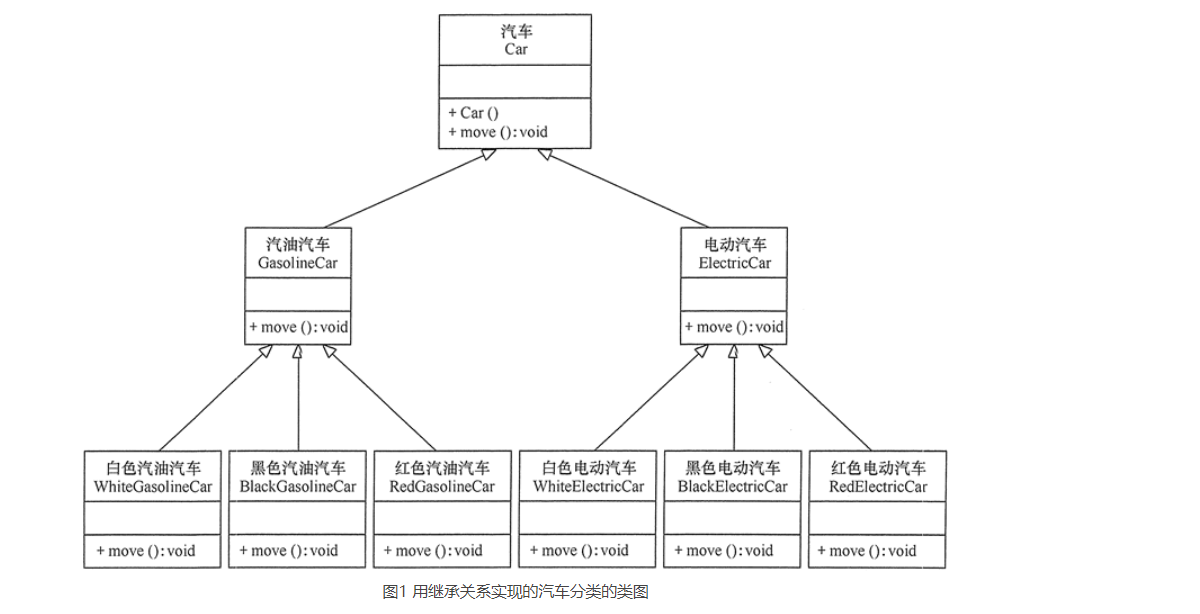 汽车
Car
+ Car ()
+ move (): void
汽油汽车
GasolineCar
+ move (): void
电动汽车
ElectricCar
+ move (): void
白色汽油汽车
WhiteGasolineCar
+ move (): void
黑色汽油汽车
BlackGasolineCar
+ move (): void
红色汽油汽车
RedGasolineCar
+ move (): void
白色电动汽车
WhiteElectricCar
+ move (): void
黑色电动汽车
BlackElectricCar
+ move (): void
红色电动汽车
RedElectricCar
+ move (): void
图1 用继承关系实现的汽车分类的类图